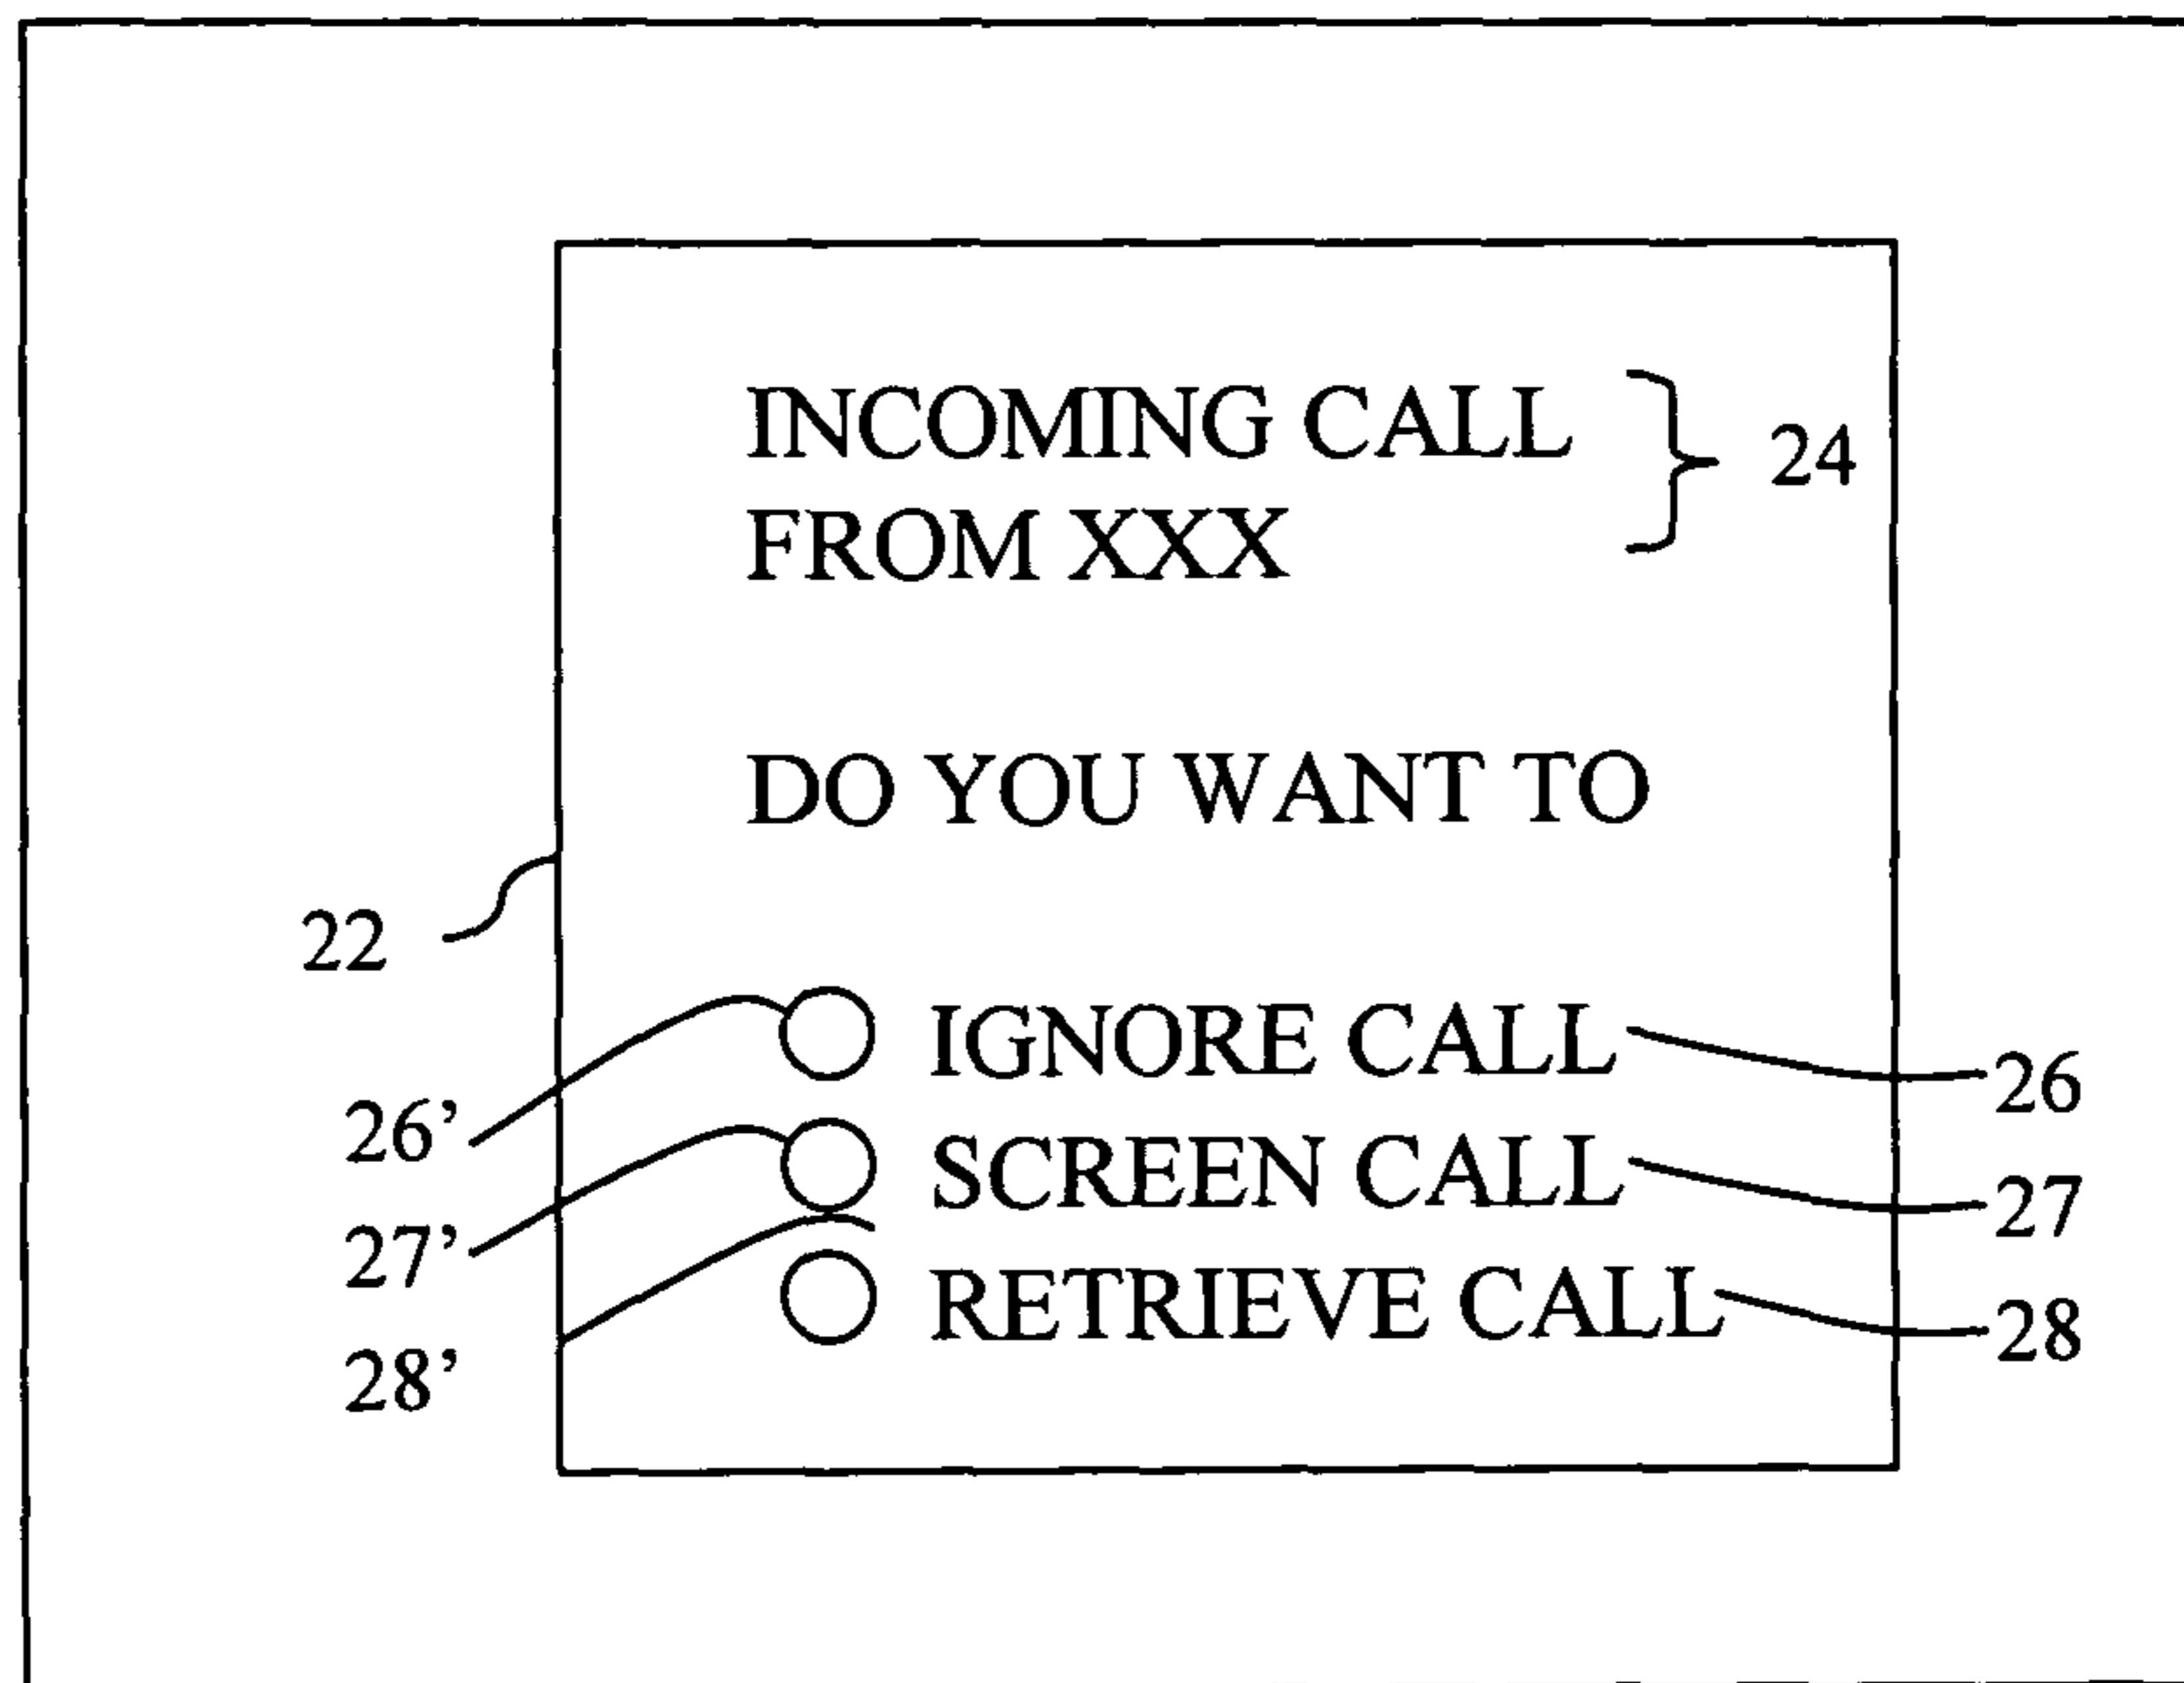 INCOMING CALL
FROM XXX
24
DO YOU WANT TO
22
IGNORE CALL
26
26’
SCREEN CALL
27
27’
RETRIEVE CALL
28
28’